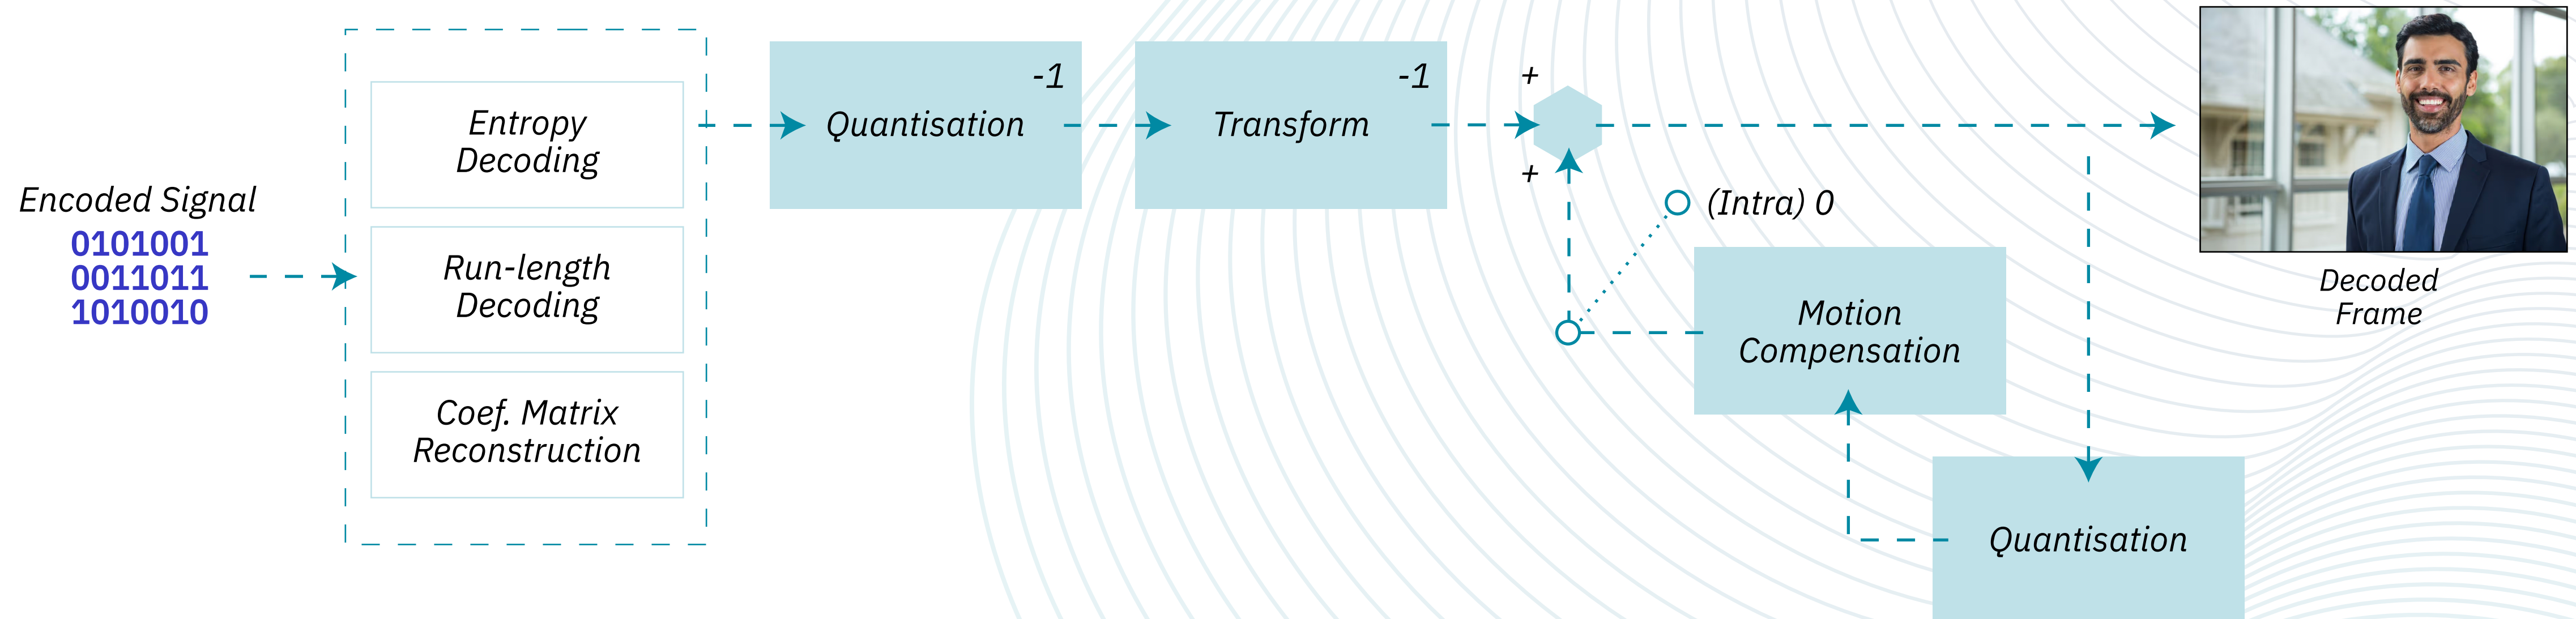 Encoded Signal
0101001
0011011
1010010
Entropy
Decoding
Run-length
Decoding
Coef. Matrix
Reconstruction
Quantisation
-1
Transform
-1
+
+
(Intra) 0
Motion
Compensation
Quantisation
Decoded
Frame